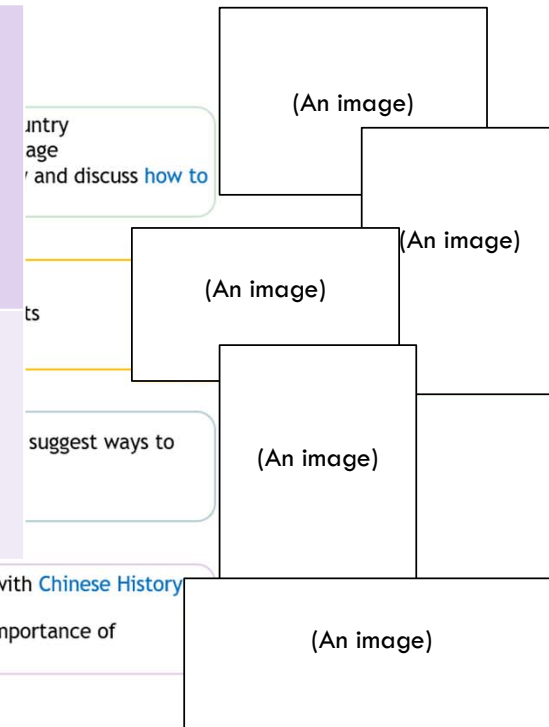 (An image)
untry
age
and discuss how to
(An image)
(An image)
ts
suggest ways to
(An image)
with Chinese History
mportance of
(An image)